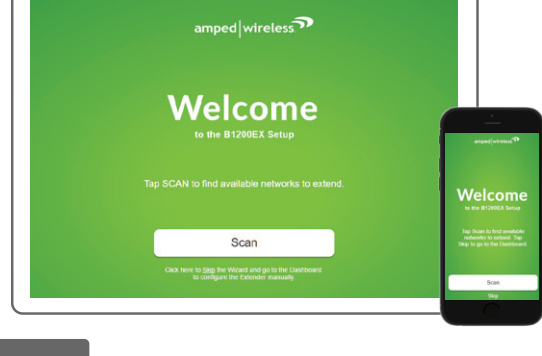 amped|wireless
Welcome
to the B1200EX Setup
Tap SCAN to find available networks to extend.
Scan
Click here to Skip the Wizard and go to the Dashboard
to configure the Extender manually.
amped|wireless
Welcome
to the B1200EX Setup
Tap Scan to find available
networks to extend. Tap
Skip to go to the Dashboard.
Scan
Skip